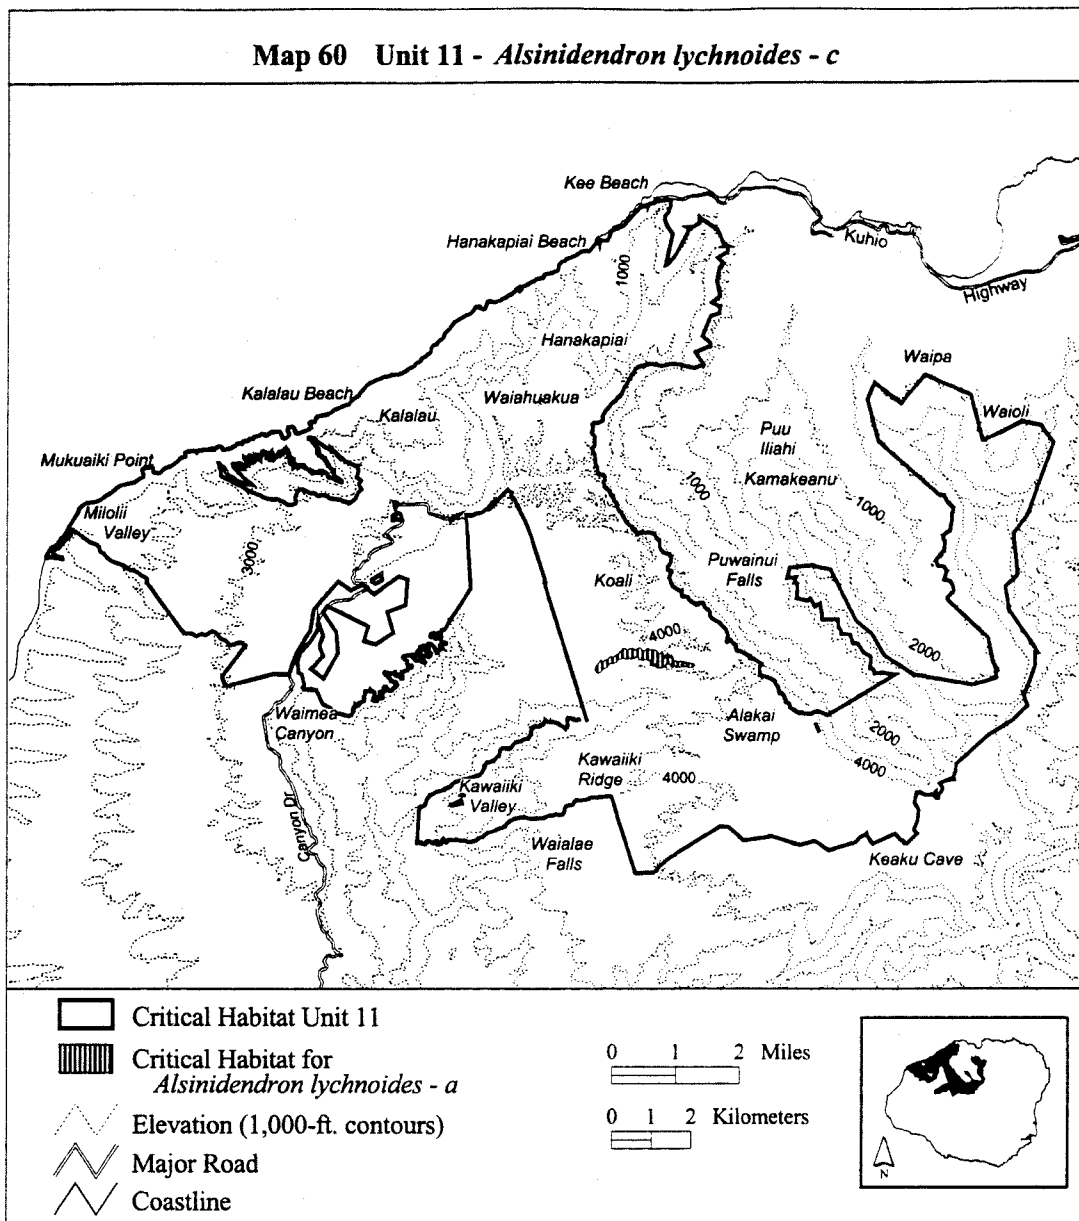 Map 60 Unit 11 - Alsinidendron lychnoides - c
Kee Beach
Hanakapiai Beach
Kuhio
Highway
1000
Hanakapiai
Waipa
Kalalau Beach
Kalalau
Waiahuakua
Waioli
Puu
Iliahi
Mukuaiki Point
Kamakeanu
1000
1000
Milolii
Valley
3000
Puwainui
Falls
Koali
4000
2000
Waimea
Canyon
Alakai
Swamp
2000
4000
Kawaiiki
Ridge
4000
Kawaiiki
Valley
Canyon Dr
Waialae
Falls
Keaku Cave
Critical Habitat Unit 11
Critical Habitat for
Alsinidendron lychnoides - a
Elevation (1,000-ft. contours)
Major Road
Coastline
0 1 2 Miles
0 1 2 Kilometers
N